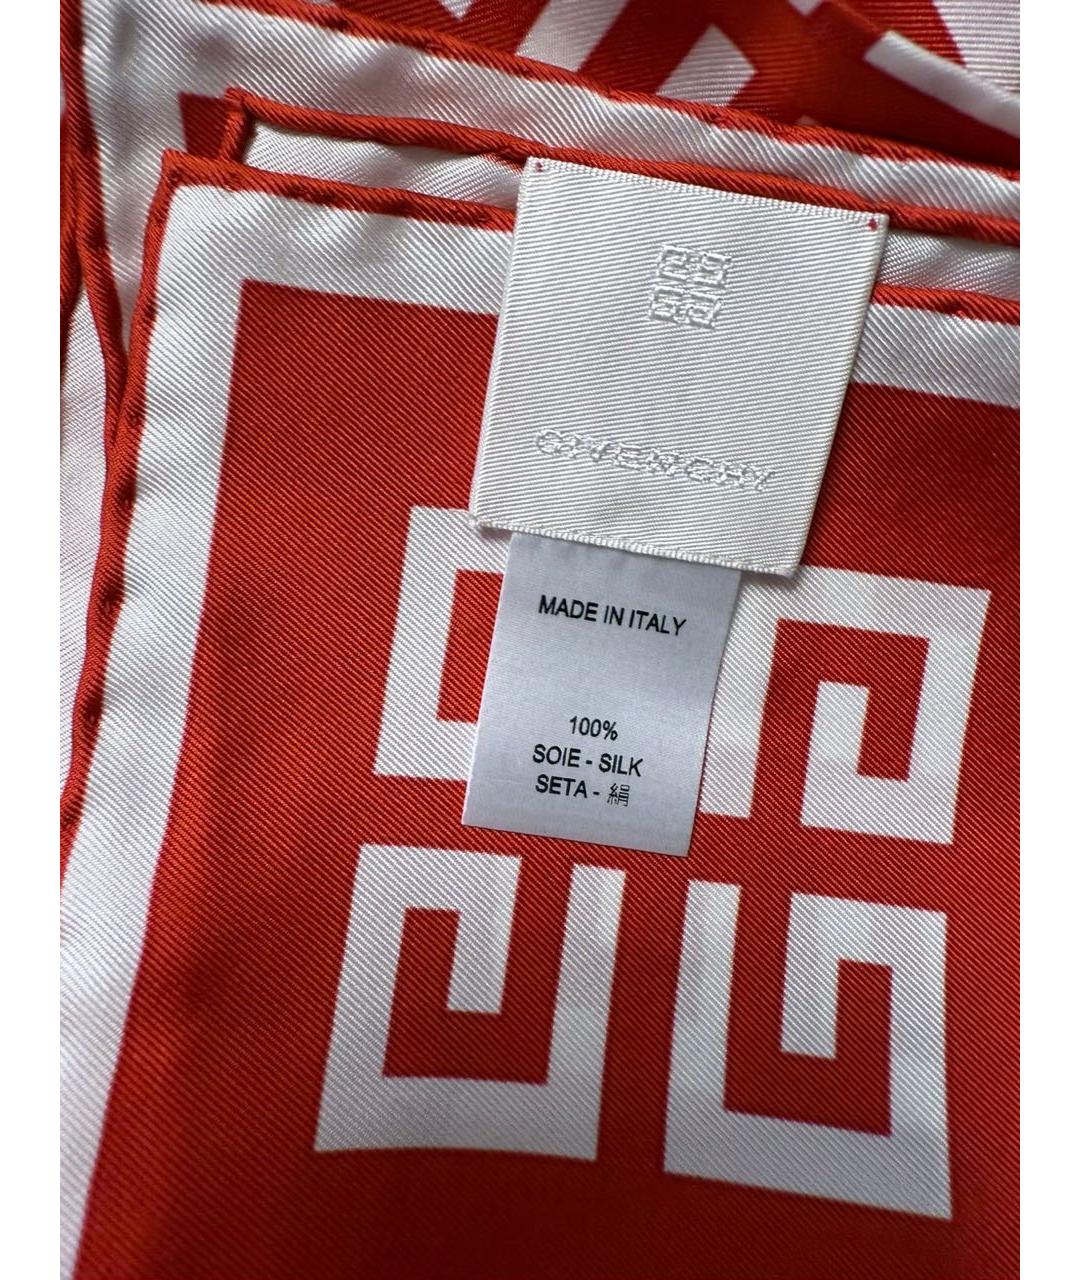 GIVENCHY
MADE IN ITALY
100%
SOIE - SILK
SETA - 絹